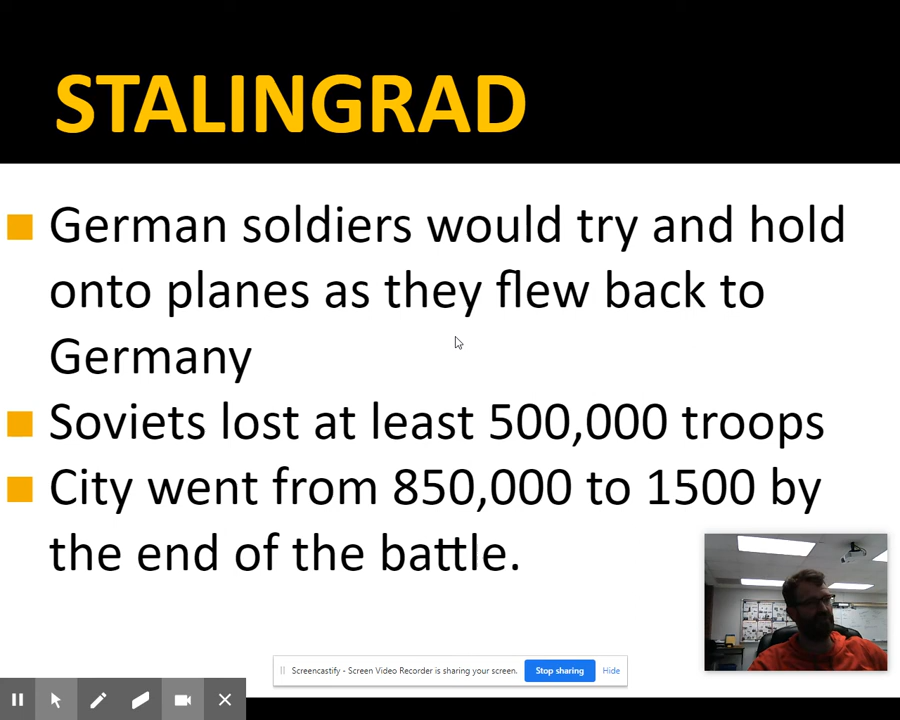 STALINGRAD
German soldiers would try and hold
onto planes as they flew back to
Germany
Soviets lost at least 500,000 troops
City went from 850,000 to 1500 by
the end of the battle.
Screencastify - Screen Video Recorder is sharing your screen.
Stop sharing
Hide